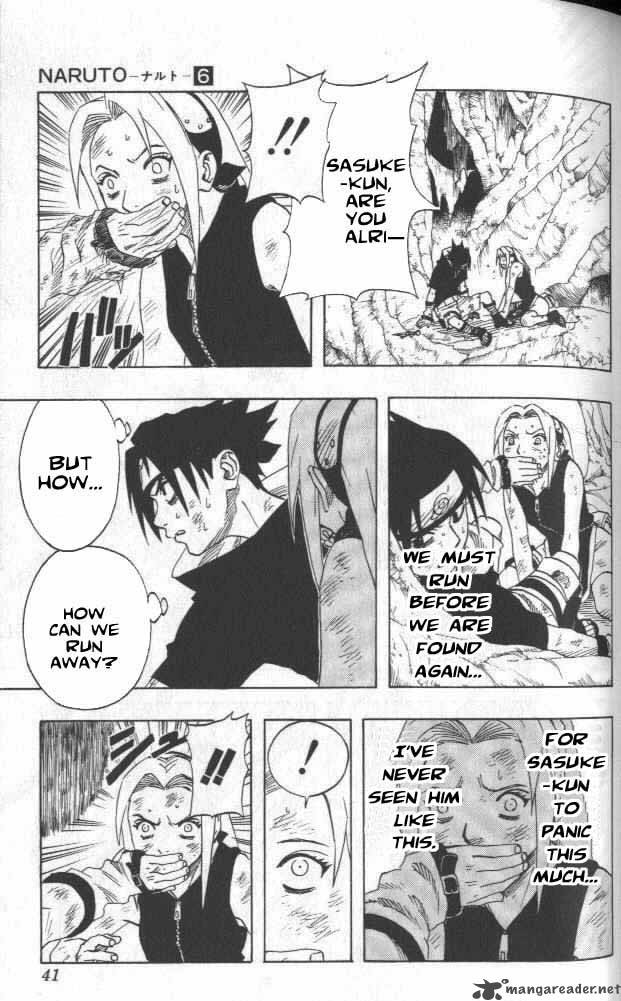 NARUTO -ナルト- 6
SASUKE
-KUN,
ARE
YOU
ALRI—
!!
WE MUST
RUN
BEFORE
WE ARE
FOUND
AGAIN...
BUT
HOW...
HOW
CAN WE
RUN
AWAY?
FOR
SASUKE
-KUN
TO
PANIC
THIS
MUCH...
I'VE
NEVER
SEEN HIM
LIKE
THIS.
!
!!
41
mangareader.net